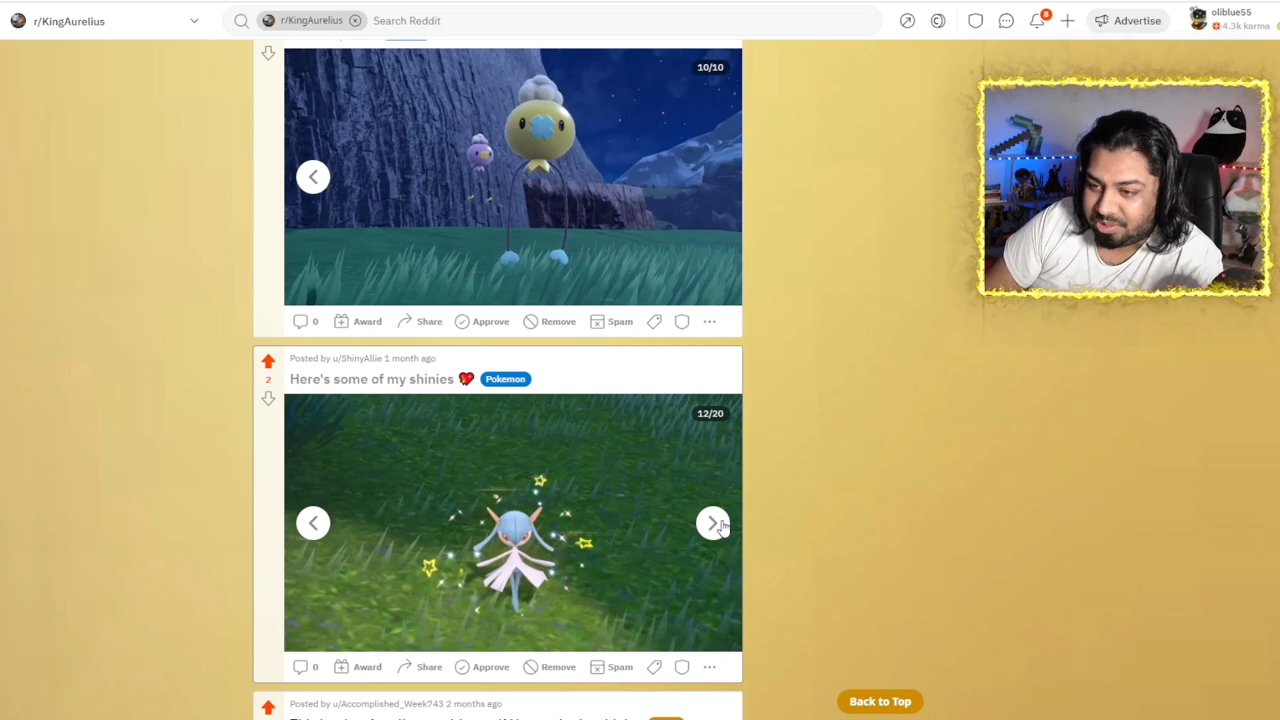 r/KingAurelius
r/KingAurelius
Search Reddit
8
Advertise
oliblue55
4.3k karma
10/10
0
Award
Share
Approve
Remove
Spam
2
Posted by u/ShinyAllie 1 month ago
Here's some of my shinies 💘
Pokemon
12/20
0
Award
Share
Approve
Remove
Spam
Posted by u/Accomplished_Week743 2 months ago
Back to Top